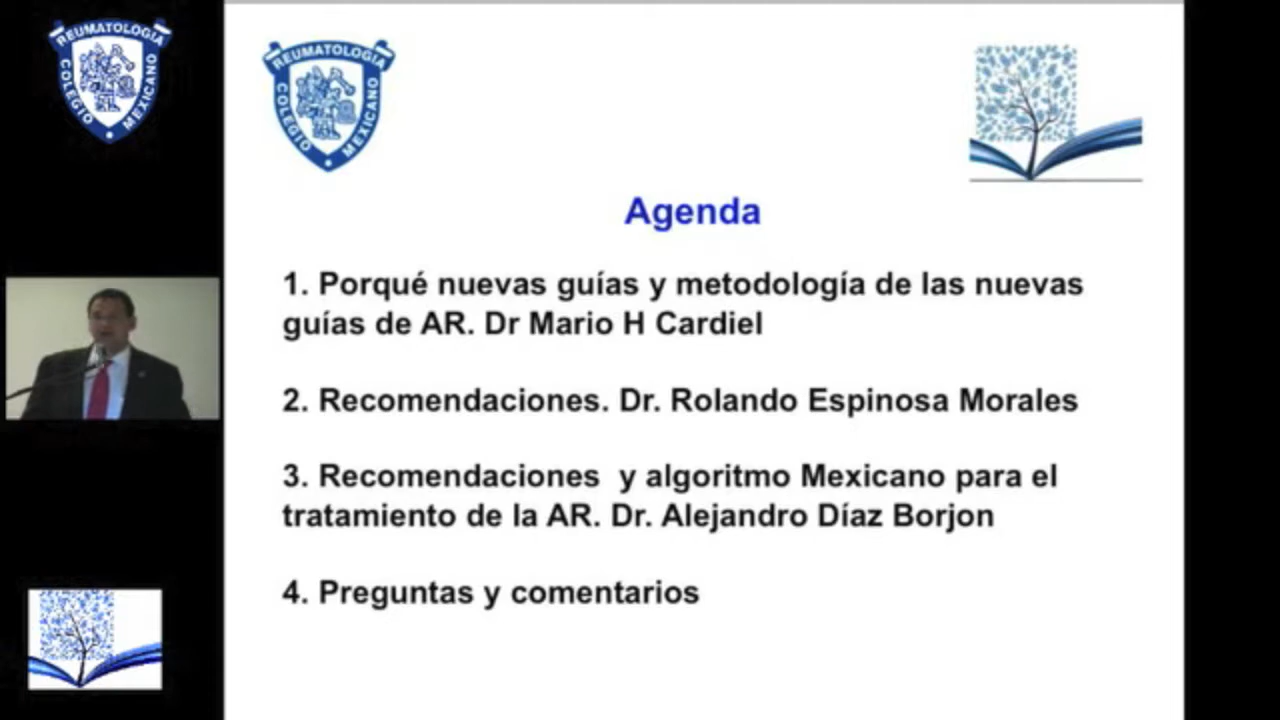 REUMATOLOGIA
COLEGIO
MEXICANO
REUMATOLOGIA
COLEGIO
MEXICANO
Agenda
1. Porqué nuevas guías y metodología de las nuevas
guías de AR. Dr Mario H Cardiel
2. Recomendaciones. Dr. Rolando Espinosa Morales
3. Recomendaciones  y algoritmo Mexicano para el
tratamiento de la AR. Dr. Alejandro Díaz Borjon
4. Preguntas y comentarios